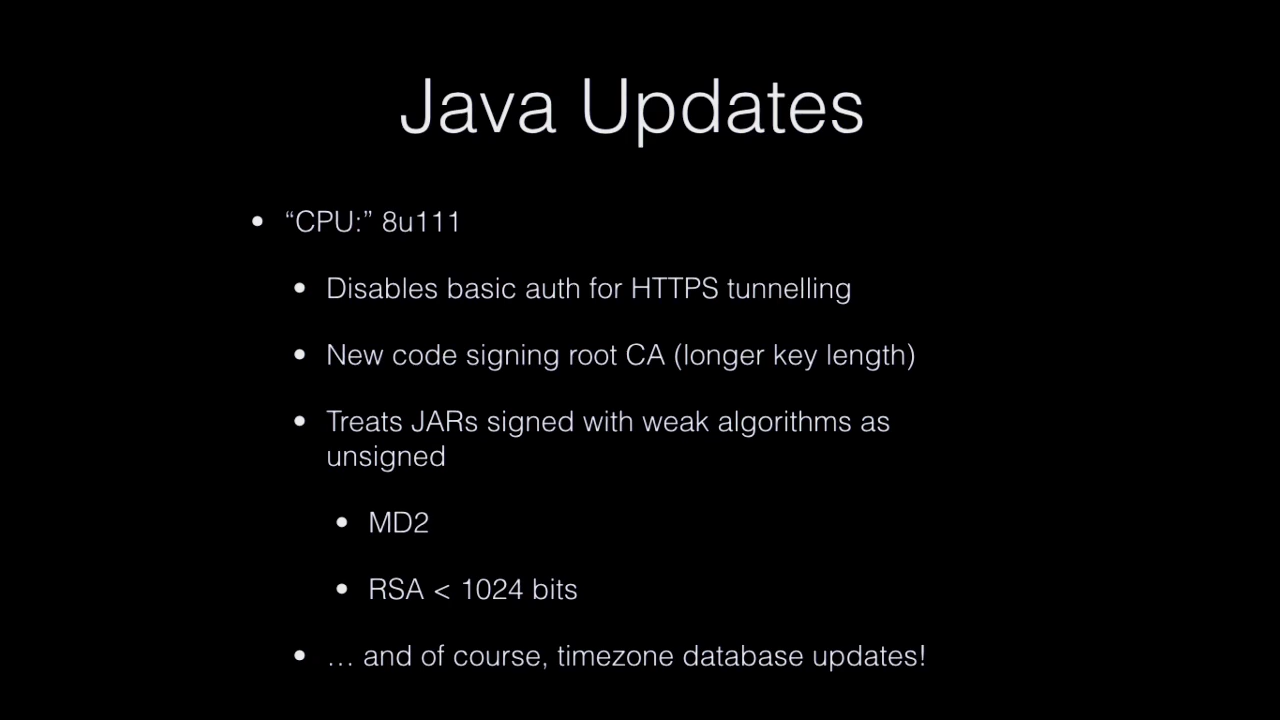 Java Updates
• “CPU:” 8u111
• Disables basic auth for HTTPS tunnelling
• New code signing root CA (longer key length)
• Treats JARs signed with weak algorithms as
unsigned
• MD2
• RSA < 1024 bits
• … and of course, timezone database updates!